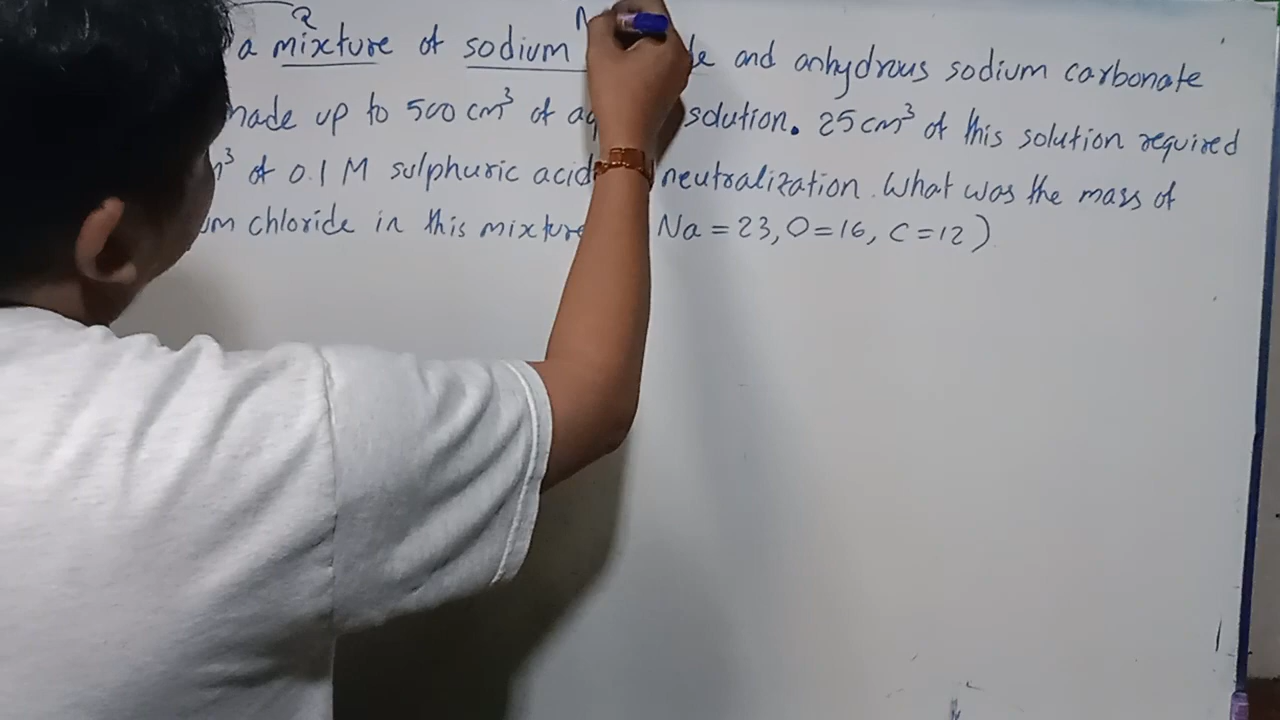 a mixture of sodium and anhydrous sodium carbonate
made up to 500 cm³ of solution. 25 cm³ of this solution required
of 0.1 M sulphuric acid neutralization. What was the mass of
chloride in this mixture Na = 23, O = 16, C = 12)